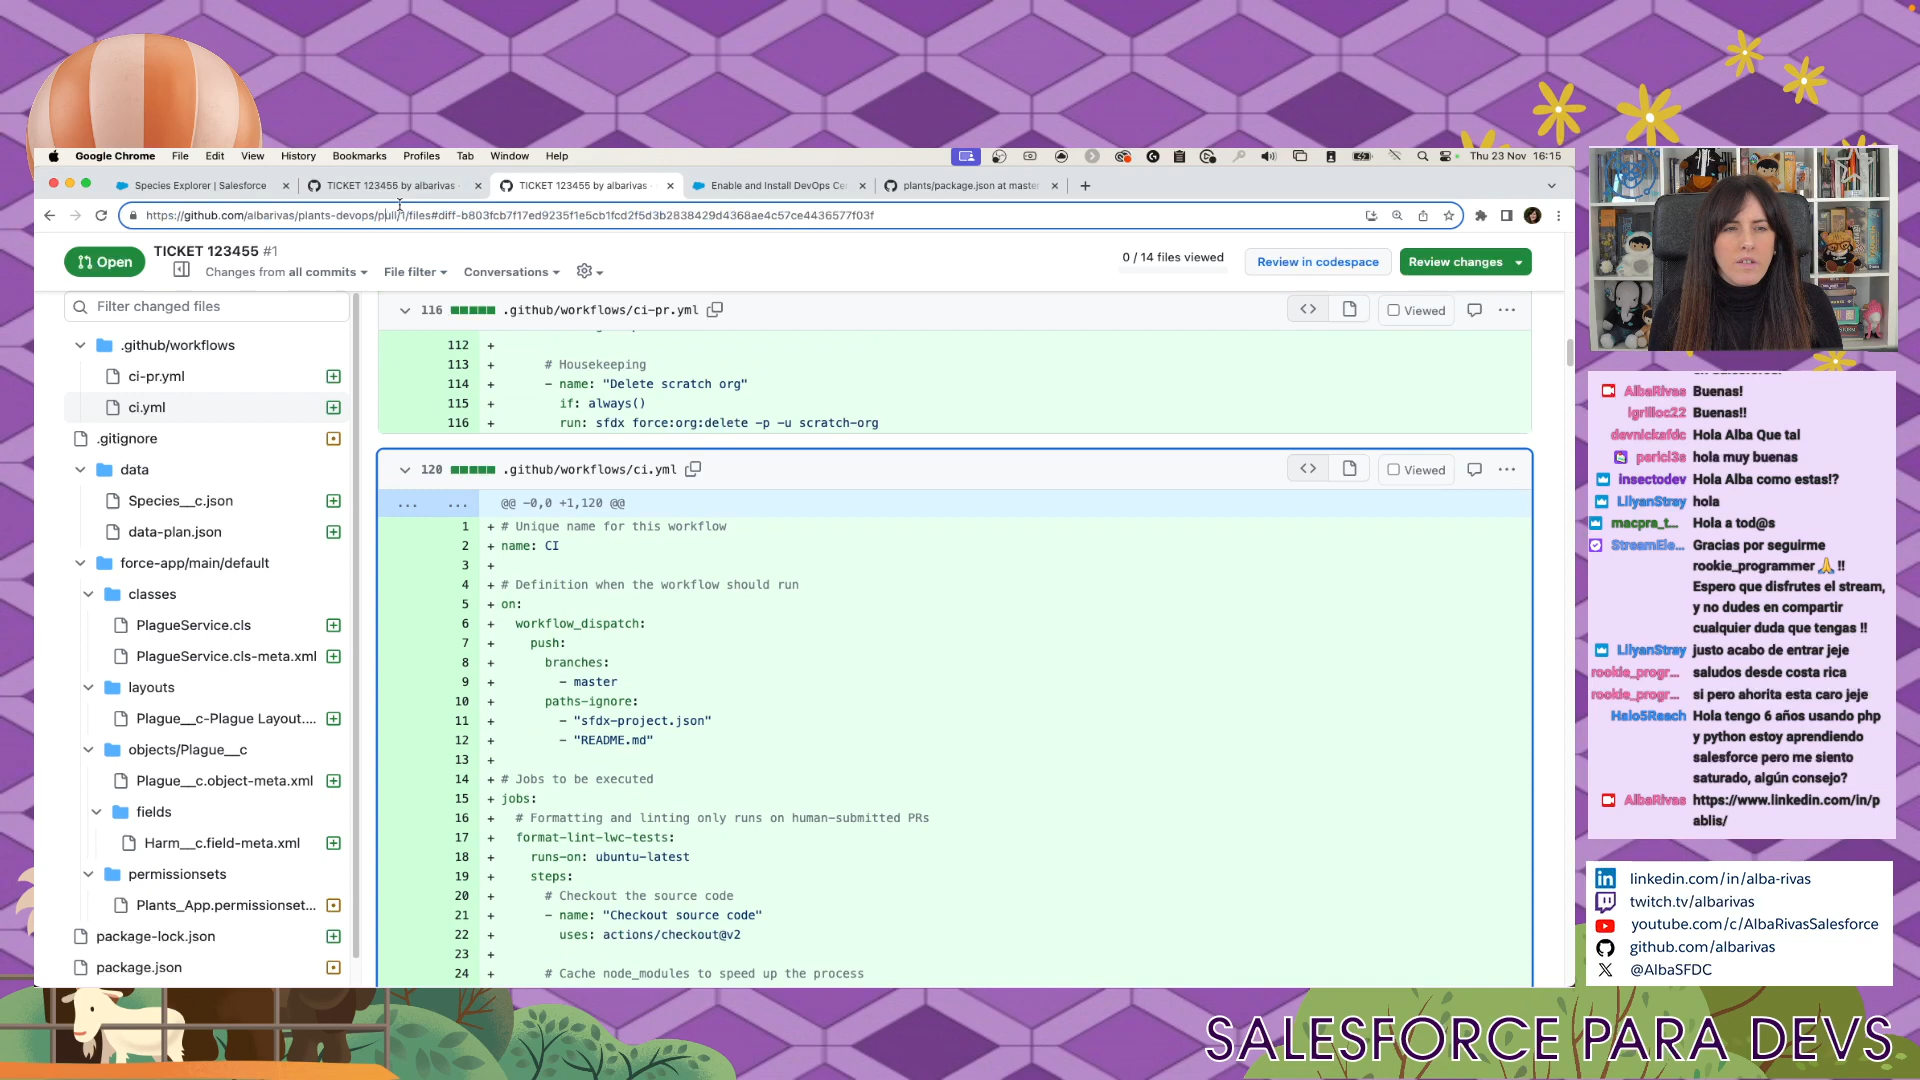 Google Chrome File Edit View History Bookmarks Profiles Tab Window Help
Thu 23 Nov 16:15
Species Explorer | Salesforce
TICKET 123455 by albarivas
TICKET 123455 by albarivas
Enable and Install DevOps Ce
plants/package.json at master
https://github.com/albarivas/plants-devops/pull/1/files#diff-b803fcb7f17ed9235f1e5cb1fcd2f5d3b2838429d4368ae4c57ce4436577f03f
Open
TICKET 123455 #1
Changes from all commits
File filter
Conversations
0 / 14 files viewed
Review in codespace
Review changes
Filter changed files
.github/workflows
ci-pr.yml
ci.yml
.gitignore
data
Species__c.json
data-plan.json
force-app/main/default
classes
PlagueService.cls
PlagueService.cls-meta.xml
layouts
Plague__c-Plague Layout....
objects/Plague__c
Plague__c.object-meta.xml
fields
Harm__c.field-meta.xml
permissionsets
Plants_App.permissionset...
package-lock.json
package.json
116 .github/workflows/ci-pr.yml
Viewed
112 +
113 + # Housekeeping
114 + - name: "Delete scratch org"
115 + if: always()
116 + run: sfdx force:org:delete -p -u scratch-org
120 .github/workflows/ci.yml
Viewed
... ... @@ -0,0 +1,120 @@
1 + # Unique name for this workflow
2 + name: CI
3 +
4 + # Definition when the workflow should run
5 + on:
6 + workflow_dispatch:
7 + push:
8 + branches:
9 + - master
10 + paths-ignore:
11 + - "sfdx-project.json"
12 + - "README.md"
13 +
14 + # Jobs to be executed
15 + jobs:
16 + # Formatting and linting only runs on human-submitted PRs
17 + format-lint-lwc-tests:
18 + runs-on: ubuntu-latest
19 + steps:
20 + # Checkout the source code
21 + - name: "Checkout source code"
22 + uses: actions/checkout@v2
23 +
24 + # Cache node_modules to speed up the process
AlbaRivas Buenas!
igrilloc22 Buenas!!
devnickafdc Hola Alba Que tal
parici3s hola muy buenas
insectodev Hola Alba como estas!?
LilyanStray hola
macpra_t... Hola a tod@s
StreamEle... Gracias por seguirme
rookie_programmer 🙏 !!
Espero que disfrutes el stream,
y no dudes en compartir
cualquier duda que tengas !!
LilyanStray justo acabo de entrar jeje
rookie_progr... saludos desde costa rica
rookie_progr... si pero ahorita esta caro jeje
Halo5Reach Hola tengo 6 años usando php
y python estoy aprendiendo
salesforce pero me siento
saturado, algún consejo?
AlbaRivas https://www.linkedin.com/in/p
ablis/
linkedin.com/in/alba-rivas
twitch.tv/albarivas
youtube.com/c/AlbaRivasSalesforce
github.com/albarivas
@AlbaSFDC
SALESFORCE PARA DEVS